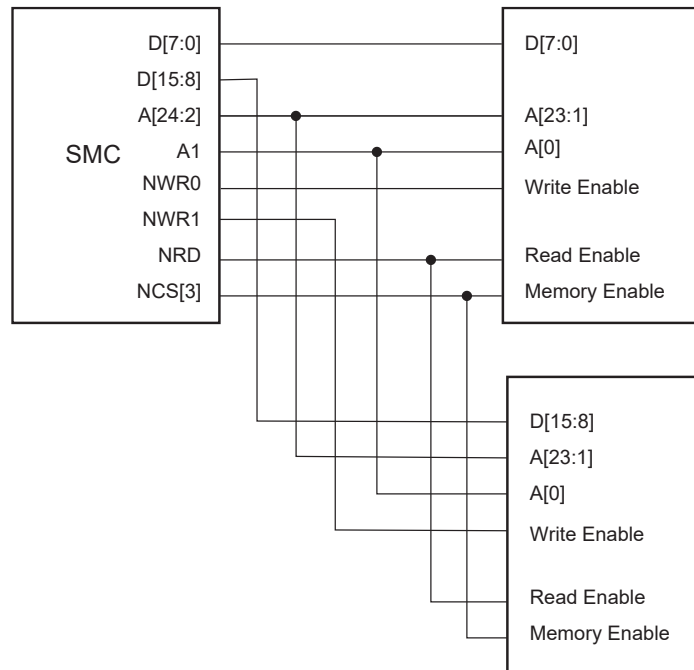 SMC
D[7:0]
D[15:8]
A[24:2]
A1
NWR0
NWR1
NRD
NCS[3]
D[7:0]
A[23:1]
A[0]
Write Enable
Read Enable
Memory Enable
D[15:8]
A[23:1]
A[0]
Write Enable
Read Enable
Memory Enable